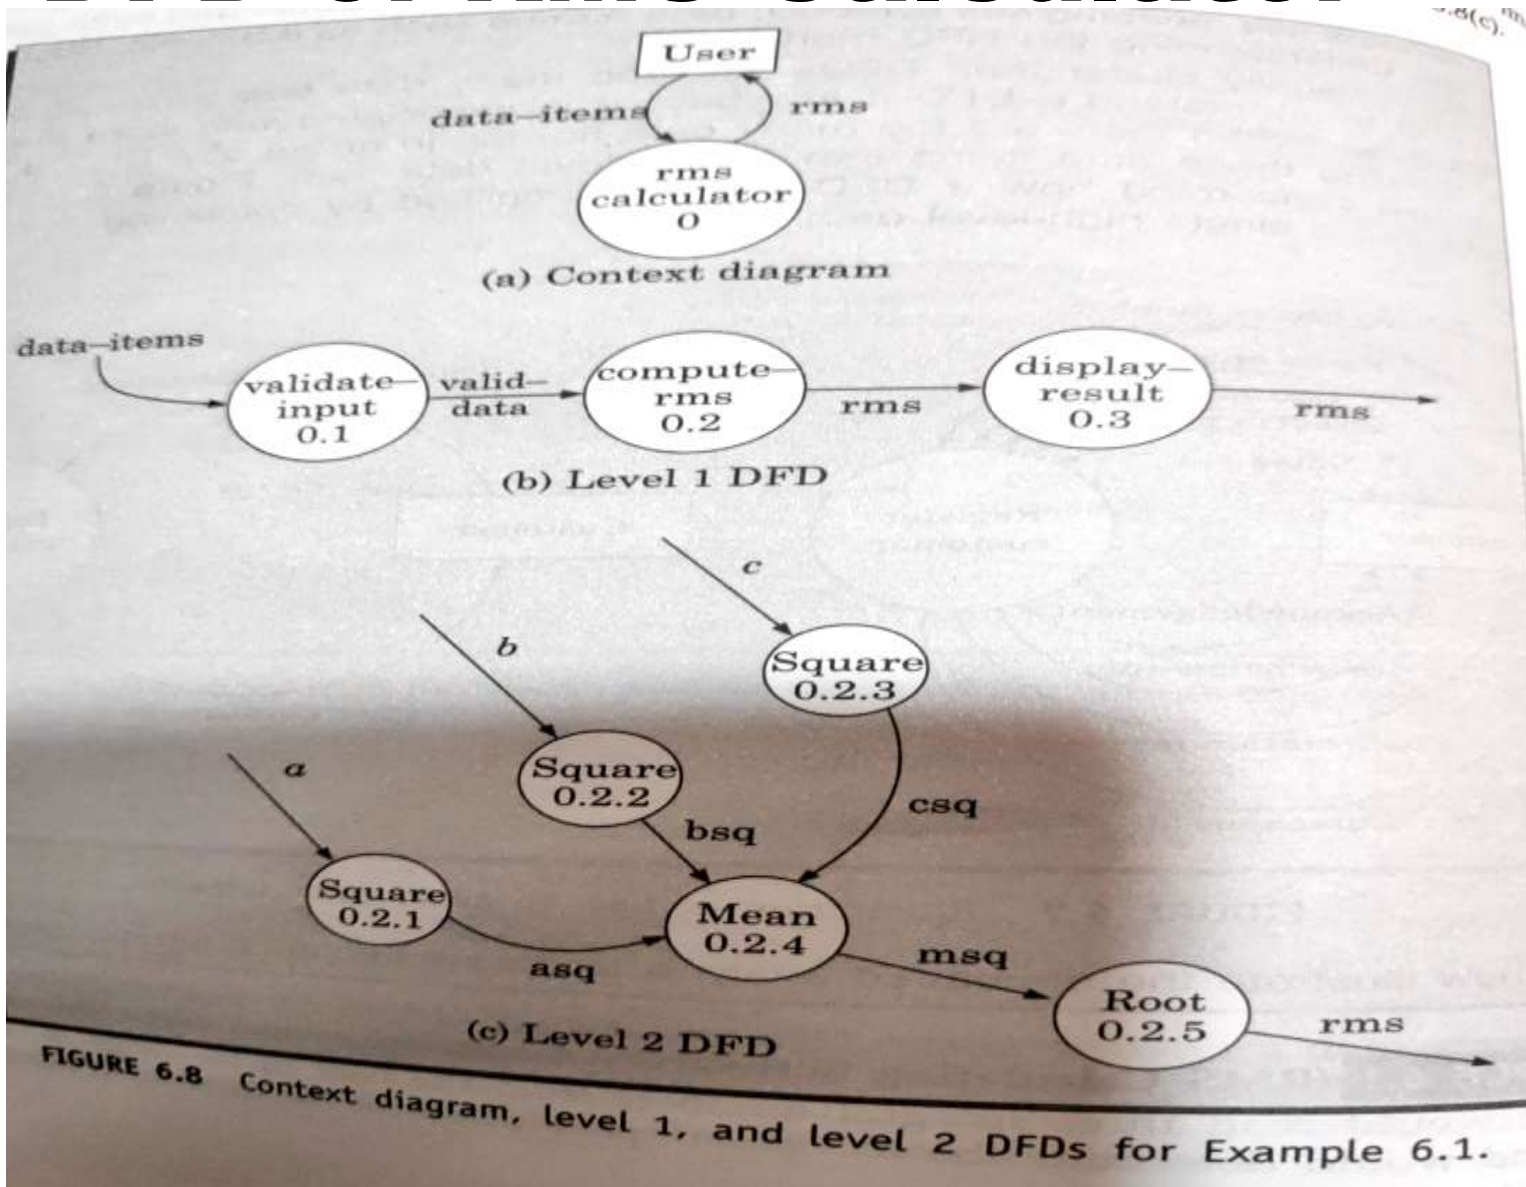 User
data–items
rms
rms
calculator
0
(a) Context diagram
data–items
validate–
input
0.1
valid–
data
compute–
rms
0.2
rms
display–
result
0.3
rms
(b) Level 1 DFD
c
b
Square
0.2.3
a
Square
0.2.2
csq
bsq
Square
0.2.1
Mean
0.2.4
asq
msq
Root
0.2.5
rms
(c) Level 2 DFD
FIGURE 6.8 Context diagram, level 1, and level 2 DFDs for Example 6.1.